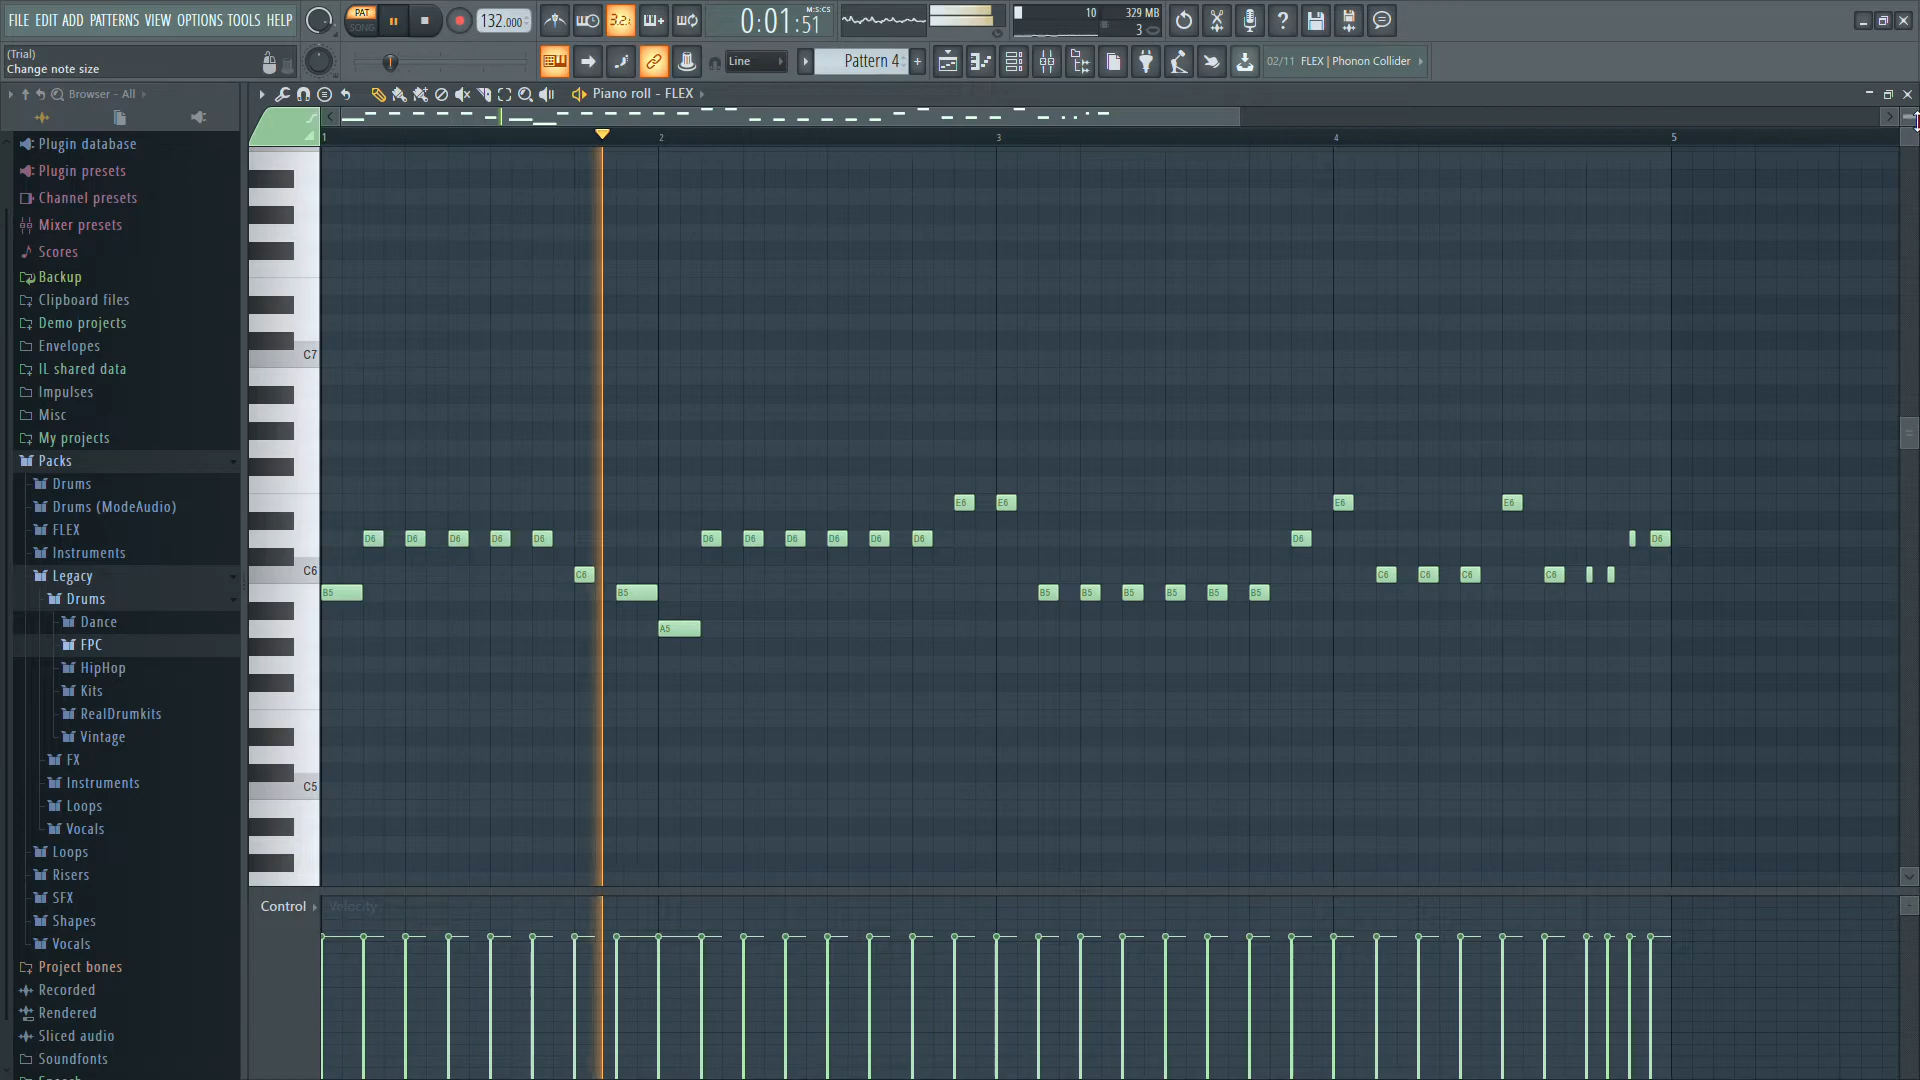 FILE EDIT ADD PATTERNS VIEW OPTIONS TOOLS HELP
PAT
SONG
132.000
3.2.
0:01:51
M:S:CS
10
329 MB
3
(Trial)
Change note size
Line
Pattern 4
+
02/11 FLEX | Phonon Collider
Browser - All
Piano roll - FLEX
Plugin database
Plugin presets
Channel presets
Mixer presets
Scores
Backup
Clipboard files
Demo projects
Envelopes
IL shared data
Impulses
Misc
My projects
Packs
Drums
Drums (ModeAudio)
FLEX
Instruments
Legacy
Drums
Dance
FPC
HipHop
Kits
RealDrumkits
Vintage
FX
Instruments
Loops
Vocals
Loops
Risers
SFX
Shapes
Vocals
Project bones
Recorded
Rendered
Sliced audio
Soundfonts
Speech
1 2 3 4 5
C7
E6 E6 E6 E6
D6 D6 D6 D6 D6 D6 D6 D6 D6 D6 D6 D6 D6
C6
C6 C6 C6 C6 C6
B5 B5 B5 B5 B5 B5 B5 B5
A5
C5
Control
Velocity